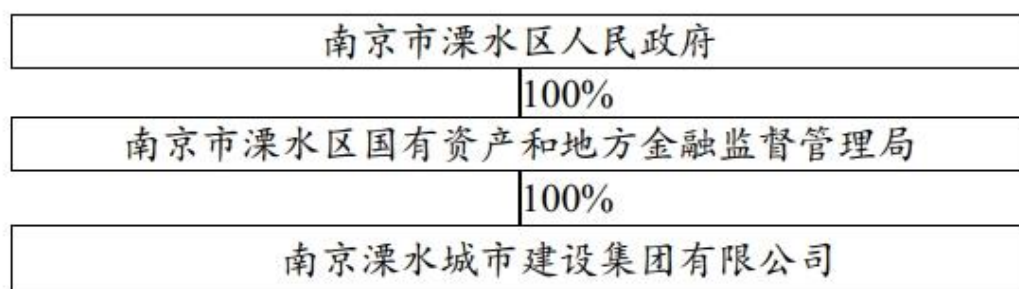 南京市溧水区人民政府
100%
南京市溧水区国有资产和地方金融监督管理局
100%
南京溧水城市建设集团有限公司